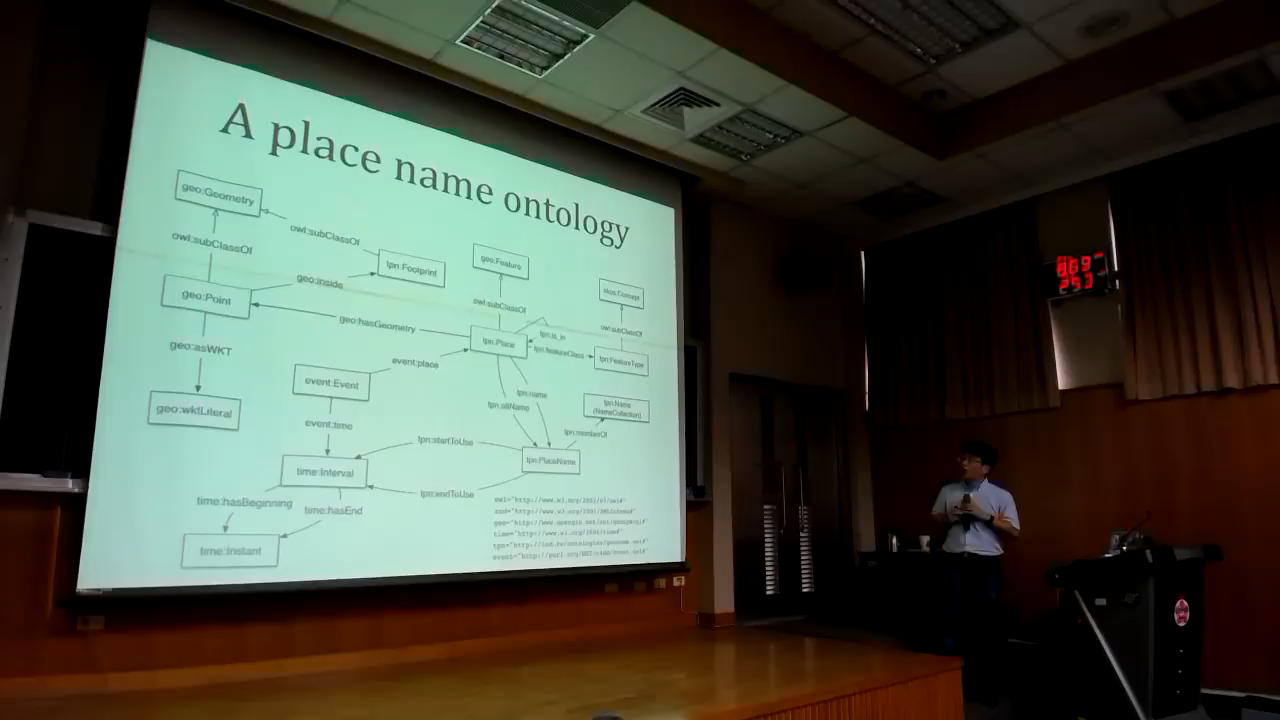 A place name ontology
geo:Geometry
owl:subClassOf
owl:subClassOf
tpn:Footprint
geo:Feature
geo:inside
geo:Point
owl:subClassOf
skos:Concept
geo:hasGeometry
owl:subClassOf
tpn:is_in
tpn:Place
tpn:featureClass
tpn:FeatureType
geo:asWKT
event:place
event:Event
tpn:name
tpn:altName
geo:wktLiteral
tpn:Name
(NameCollection)
event:time
tpn:memberOf
tpn:startToUse
tpn:PlaceName
time:Interval
tpn:endToUse
time:hasBeginning
time:hasEnd
time:Instant